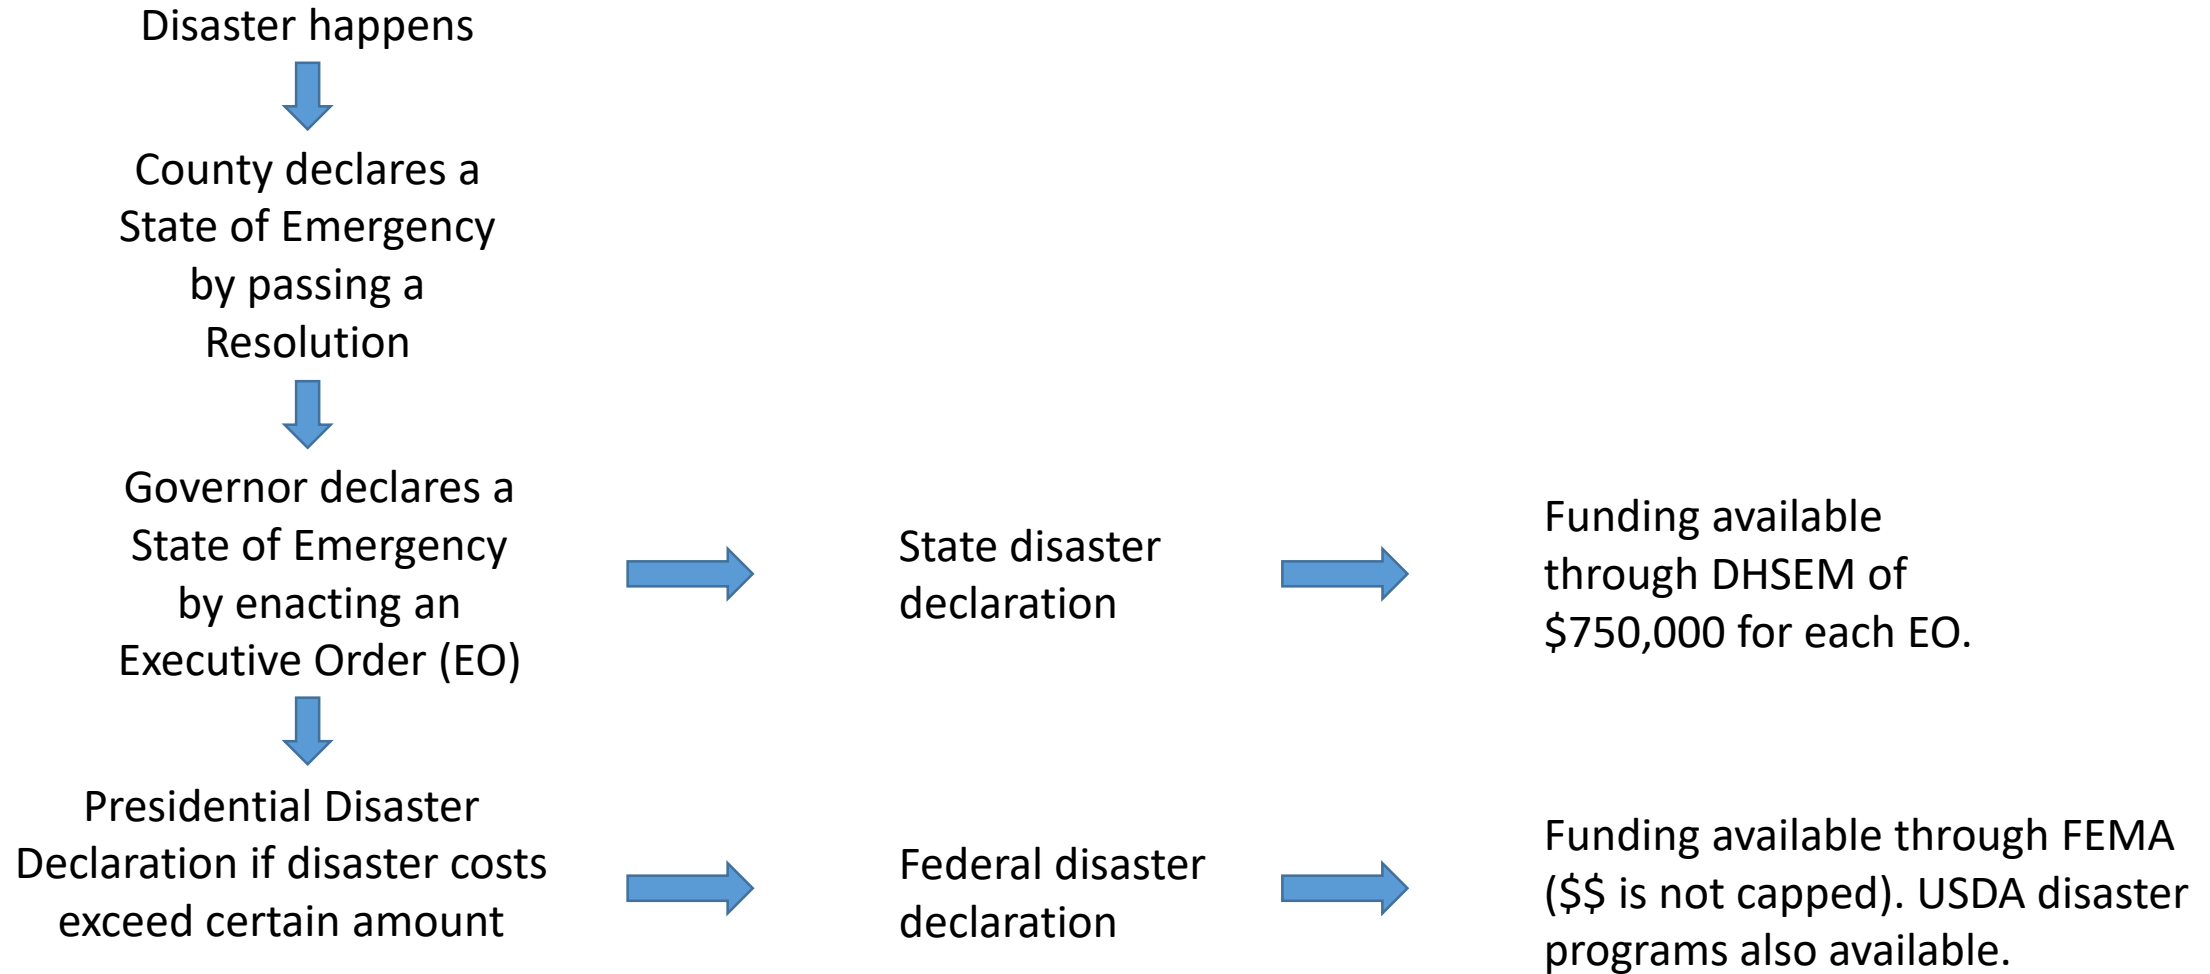 Disaster happens
County declares a
State of Emergency
by passing a
Resolution
Governor declares a
State of Emergency
by enacting an
Executive Order (EO)
State disaster
declaration
Funding available
through DHSEM of
$750,000 for each EO.
Presidential Disaster
Declaration if disaster costs
exceed certain amount
Federal disaster
declaration
Funding available through FEMA
($$ is not capped). USDA disaster
programs also available.